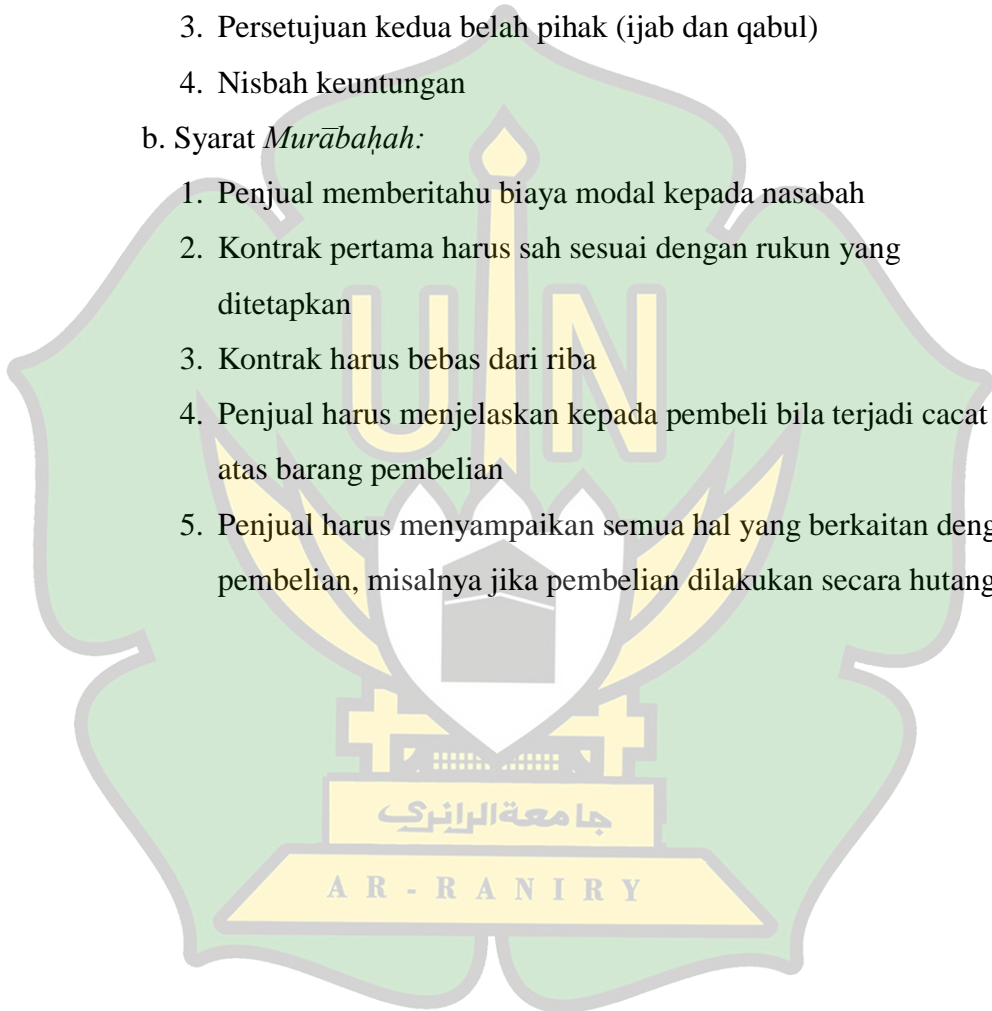 3. Persetujuan kedua belah pihak (ijab dan qabul)
4. Nisbah keuntungan
b. Syarat Murābaḥah:
1. Penjual memberitahu biaya modal kepada nasabah
2. Kontrak pertama harus sah sesuai dengan rukun yang
ditetapkan
3. Kontrak harus bebas dari riba
4. Penjual harus menjelaskan kepada pembeli bila terjadi cacat
atas barang pembelian
5. Penjual harus menyampaikan semua hal yang berkaitan deng
pembelian, misalnya jika pembelian dilakukan secara hutang
UIN
جامعة الرانري
AR-RANIRY